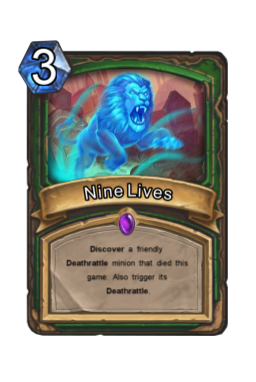 3
Nine Lives
Discover a friendly
Deathrattle minion that died this
game. Also trigger its
Deathrattle.